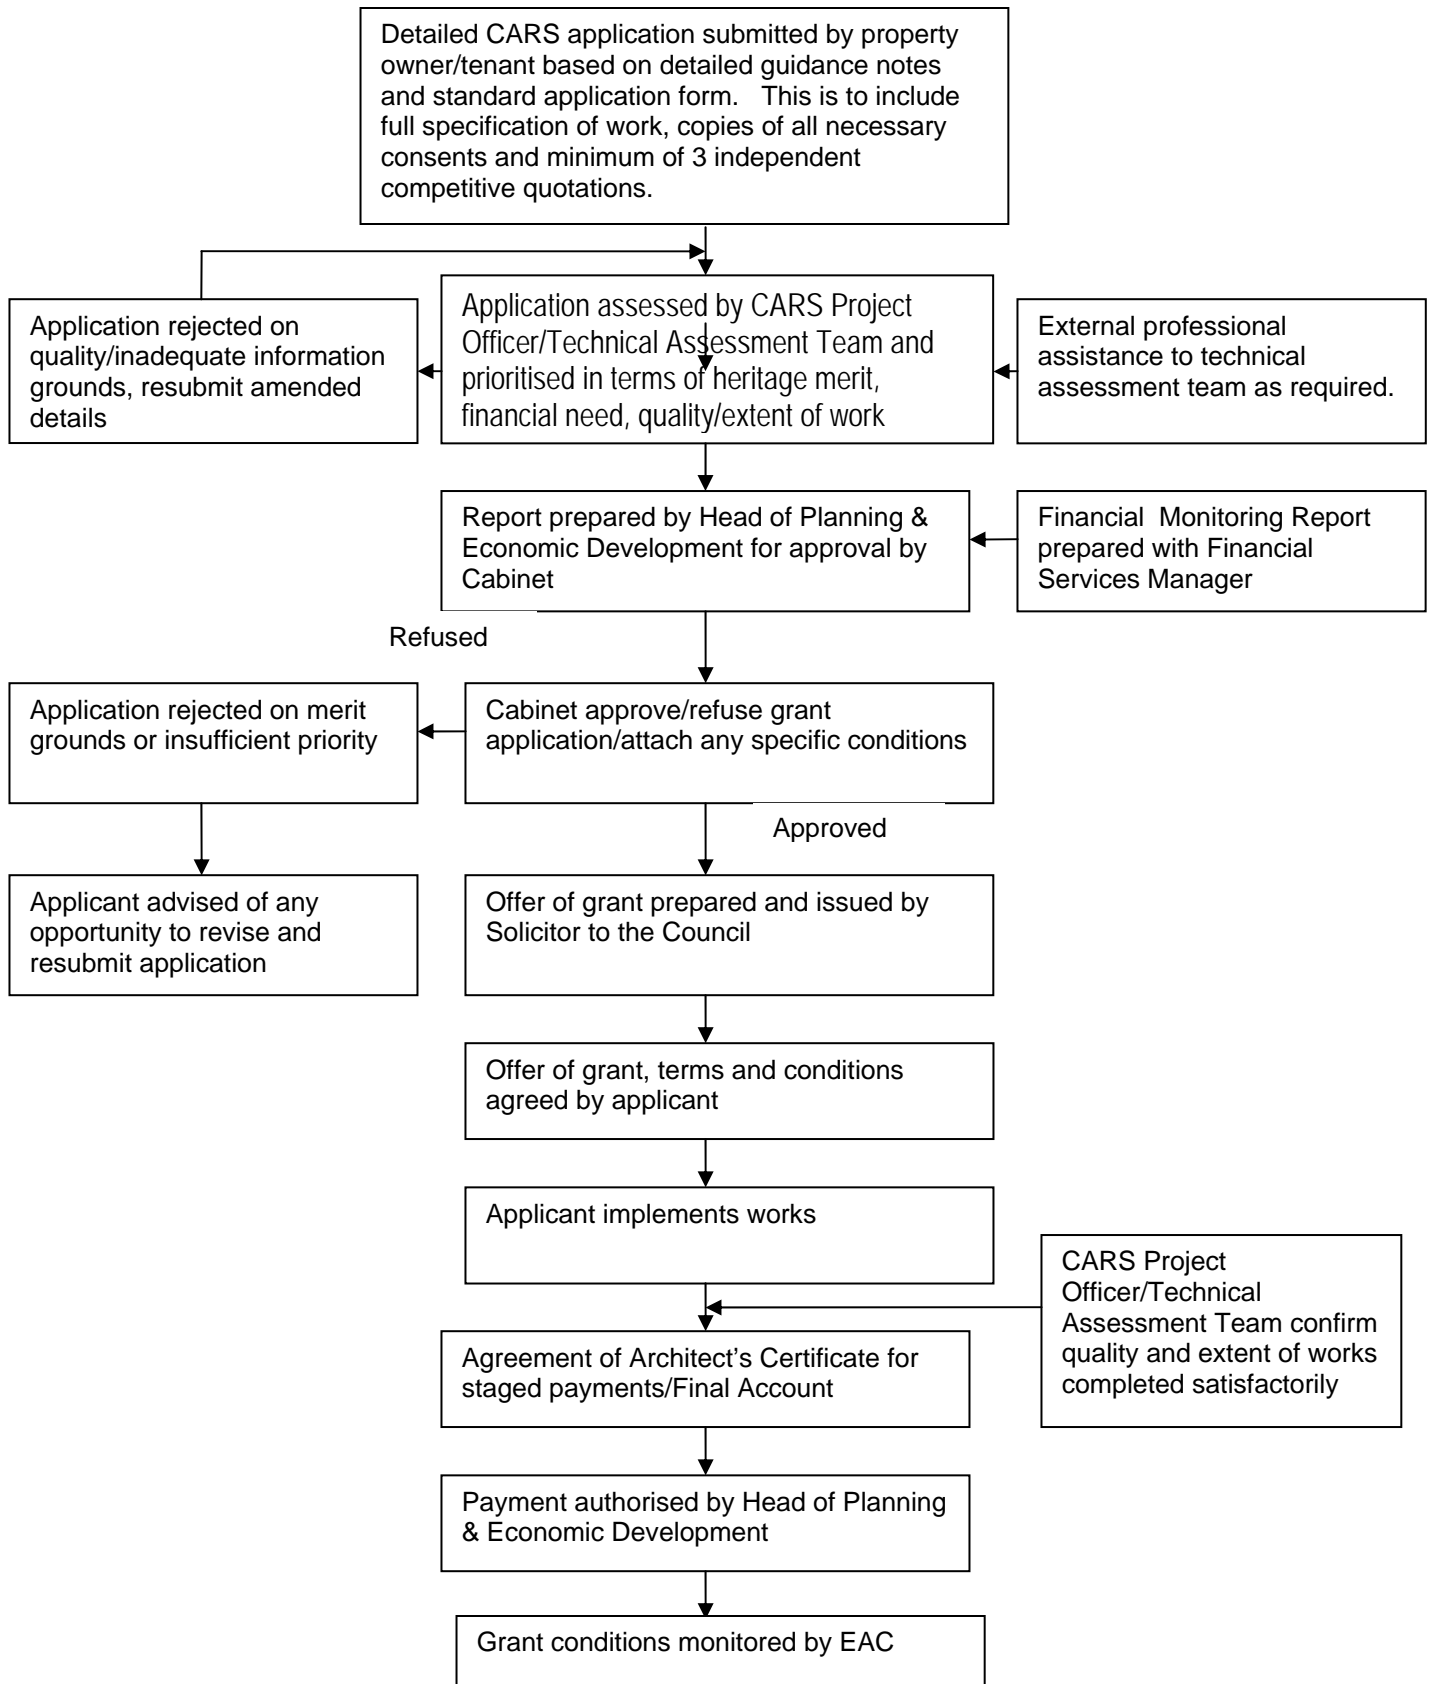 Detailed CARS application submitted by property
owner/tenant based on detailed guidance notes
and standard application form.   This is to include
full specification of work, copies of all necessary
consents and minimum of 3 independent
competitive quotations.
Application rejected on
quality/inadequate information
grounds, resubmit amended
details
Application assessed by CARS Project
Officer/Technical Assessment Team and
prioritised in terms of heritage merit,
financial need, quality/extent of work
External professional
assistance to technical
assessment team as required.
Report prepared by Head of Planning &
Economic Development for approval by
Cabinet
Financial  Monitoring Report
prepared with Financial
Services Manager
Refused
Application rejected on merit
grounds or insufficient priority
Cabinet approve/refuse grant
application/attach any specific conditions
Approved
Applicant advised of any
opportunity to revise and
resubmit application
Offer of grant prepared and issued by
Solicitor to the Council
Offer of grant, terms and conditions
agreed by applicant
Applicant implements works
CARS Project
Officer/Technical
Assessment Team confirm
quality and extent of works
completed satisfactorily
Agreement of Architect's Certificate for
staged payments/Final Account
Payment authorised by Head of Planning
& Economic Development
Grant conditions monitored by EAC